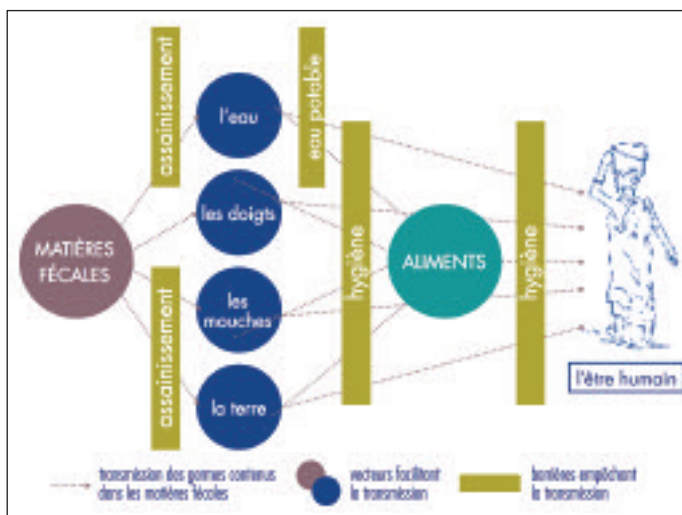 assainissement
l'eau
eau potable
les doigts
MATIÈRES
FÉCALES
assainissement
les
mouches
la terre
hygiène
ALIMENTS
hygiène
l'être humain
transmission des germes contenus
dans les matières fécales
vecteurs facilitant
la transmission
barrières empêchant
la transmission